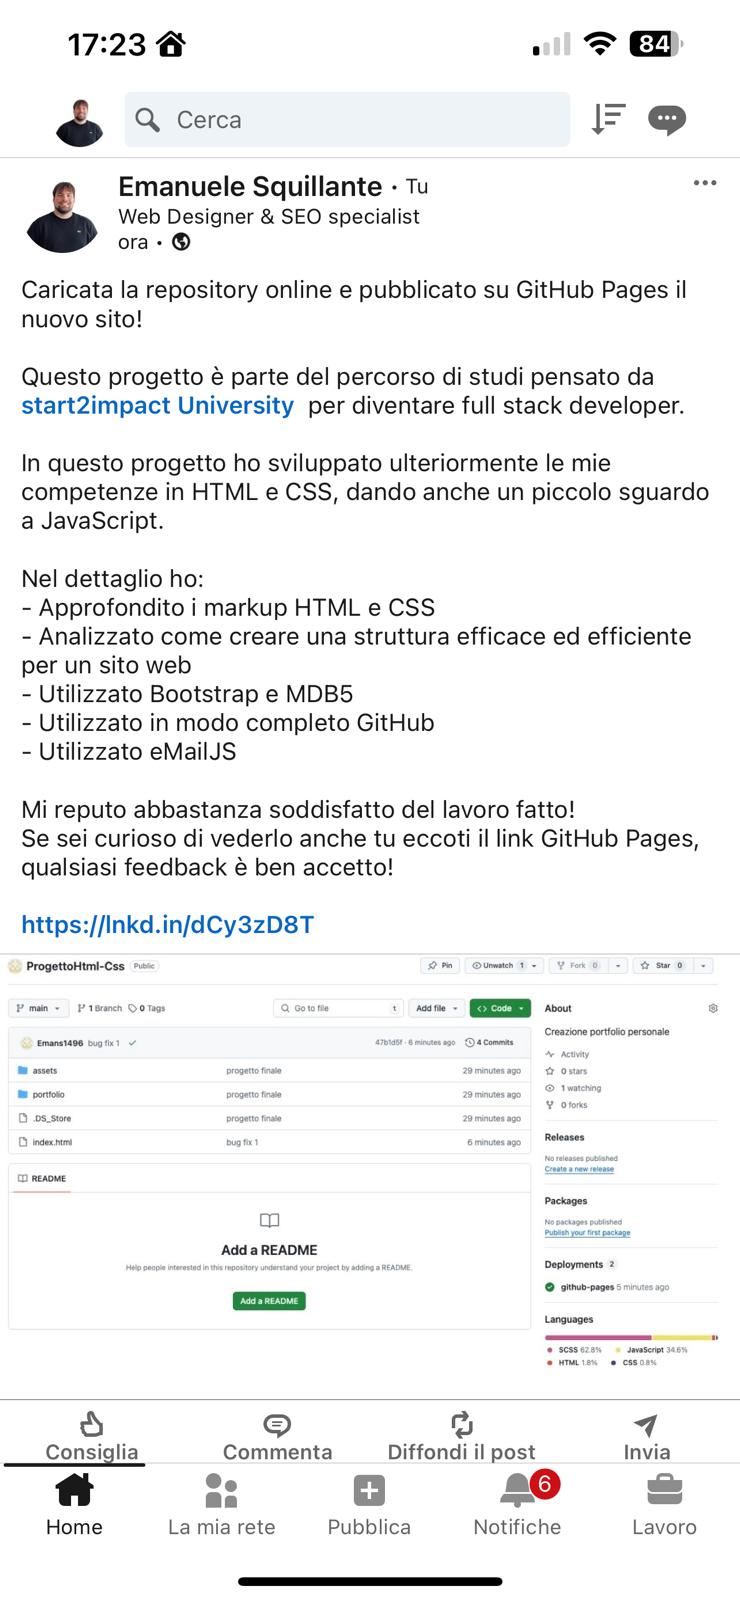 17:23
84
Cerca
Emanuele Squillante • Tu
Web Designer & SEO specialist
ora •
Caricata la repository online e pubblicato su GitHub Pages il
nuovo sito!
Questo progetto è parte del percorso di studi pensato da
start2impact University per diventare full stack developer.
In questo progetto ho sviluppato ulteriormente le mie
competenze in HTML e CSS, dando anche un piccolo sguardo
a JavaScript.
Nel dettaglio ho:
- Approfondito i markup HTML e CSS
- Analizzato come creare una struttura efficace ed efficiente
per un sito web
- Utilizzato Bootstrap e MDB5
- Utilizzato in modo completo GitHub
- Utilizzato eMailJS
Mi reputo abbastanza soddisfatto del lavoro fatto!
Se sei curioso di vederlo anche tu eccoti il link GitHub Pages,
qualsiasi feedback è ben accetto!
https://lnkd.in/dCy3zD8T
ProgettoHtml-Css Public Pin Unwatch 1 Fork 0 Star 0
main 1 Branch 0 Tags Go to file t Add file Code
Emans1496 bug fix 1 47b1d5f · 6 minutes ago 4 Commits
assets progetto finale 29 minutes ago
portfolio progetto finale 29 minutes ago
.DS_Store progetto finale 29 minutes ago
index.html bug fix 1 6 minutes ago
README
Add a README
Help people interested in this repository understand your project by adding a README.
Add a README
About
Creazione portfolio personale
Activity
0 stars
1 watching
0 forks
Releases
No releases published
Create a new release
Packages
No packages published
Publish your first package
Deployments 2
github-pages 5 minutes ago
Languages
SCSS 62.8% JavaScript 34.6%
HTML 1.8% CSS 0.8%
Consiglia Commenta Diffondi il post Invia
6
Home La mia rete Pubblica Notifiche Lavoro